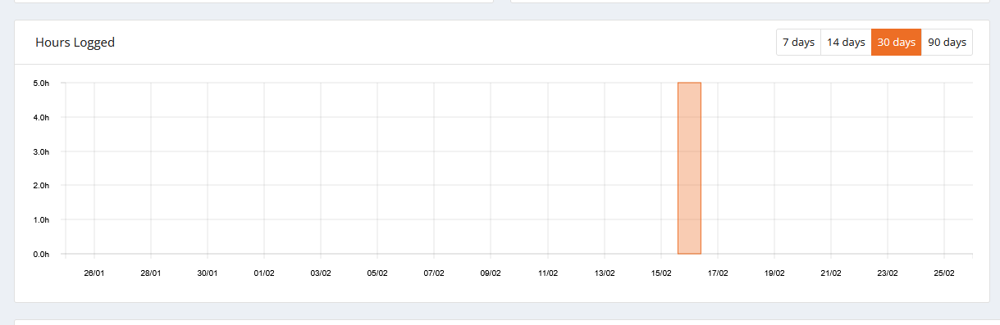 Hours Logged
7 days 14 days 30 days 90 days
5.0h
4.0h
3.0h
2.0h
1.0h
0.0h
26/01 28/01 30/01 01/02 03/02 05/02 07/02 09/02 11/02 13/02 15/02 17/02 19/02 21/02 23/02 25/02